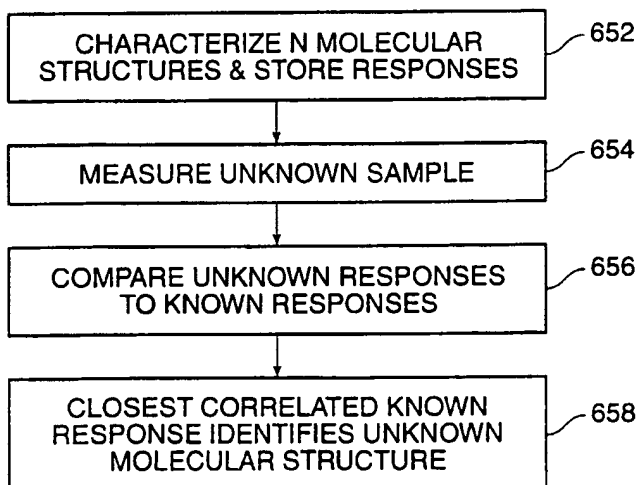 CHARACTERIZE N MOLECULAR
STRUCTURES & STORE RESPONSES
652
MEASURE UNKNOWN SAMPLE
654
COMPARE UNKNOWN RESPONSES
TO KNOWN RESPONSES
656
CLOSEST CORRELATED KNOWN
RESPONSE IDENTIFIES UNKNOWN
MOLECULAR STRUCTURE
658